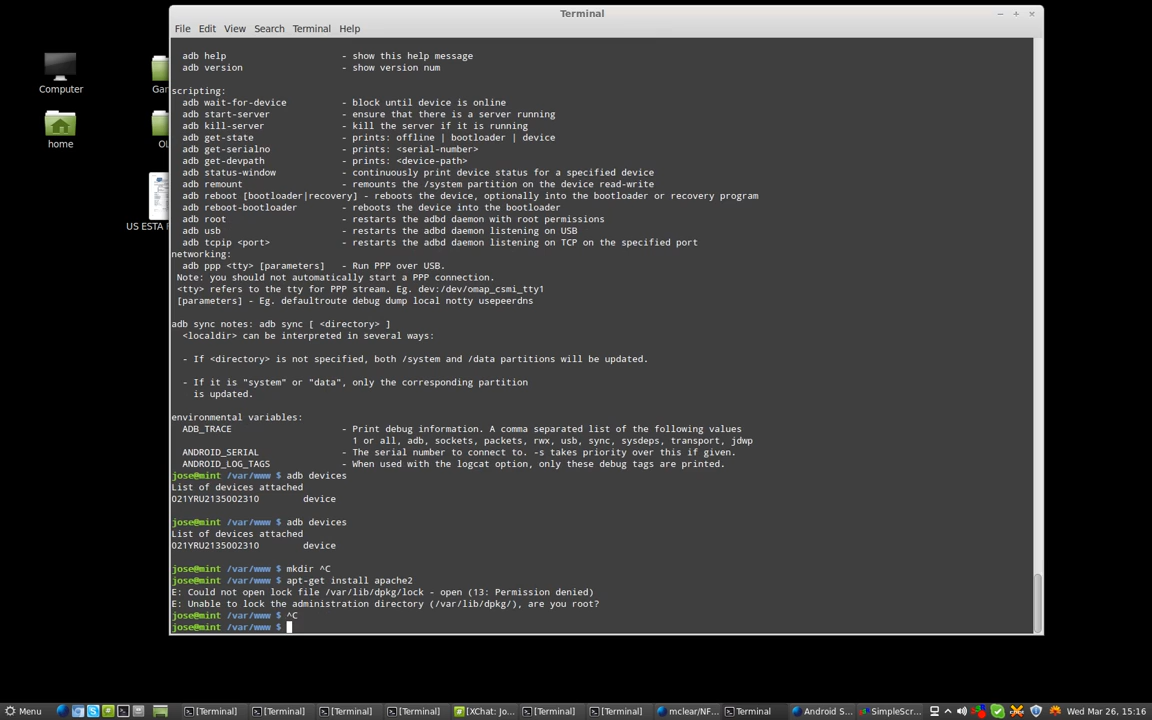 Terminal
File Edit View Search Terminal Help
adb help - show this help message
adb version - show version num
scripting:
adb wait-for-device - block until device is online
adb start-server - ensure that there is a server running
adb kill-server - kill the server if it is running
adb get-state - prints: offline | bootloader | device
adb get-serialno - prints: <serial-number>
adb get-devpath - prints: <device-path>
adb status-window - continuously print device status for a specified device
adb remount - remounts the /system partition on the device read-write
adb reboot [bootloader|recovery] - reboots the device, optionally into the bootloader or recovery program
adb reboot-bootloader - reboots the device into the bootloader
adb root - restarts the adbd daemon with root permissions
adb usb - restarts the adbd daemon listening on USB
adb tcpip <port> - restarts the adbd daemon listening on TCP on the specified port
networking:
adb ppp <tty> [parameters] - Run PPP over USB.
Note: you should not automatically start a PPP connection.
<tty> refers to the tty for PPP stream. Eg. dev:/dev/omap_csmi_tty1
[parameters] - Eg. defaultroute debug dump local notty usepeerdns
adb sync notes: adb sync [ <directory> ]
<localdir> can be interpreted in several ways:
- If <directory> is not specified, both /system and /data partitions will be updated.
- If it is "system" or "data", only the corresponding partition
is updated.
environmental variables:
ADB_TRACE - Print debug information. A comma separated list of the following values
1 or all, adb, sockets, packets, rwx, usb, sync, sysdeps, transport, jdwp
ANDROID_SERIAL - The serial number to connect to. -s takes priority over this if given.
ANDROID_LOG_TAGS - When used with the logcat option, only these debug tags are printed.
jose@mint /var/www $ adb devices
List of devices attached
021YRU2135002310 device
jose@mint /var/www $ adb devices
List of devices attached
021YRU2135002310 device
jose@mint /var/www $ mkdir ^C
jose@mint /var/www $ apt-get install apache2
E: Could not open lock file /var/lib/dpkg/lock - open (13: Permission denied)
E: Unable to lock the administration directory (/var/lib/dpkg/), are you root?
jose@mint /var/www $ ^C
jose@mint /var/www $
Computer
Ga
home
OL
US ESTA
Menu [Terminal] [Terminal] [Terminal] [Terminal] [XChat: Jo... [Terminal] [Terminal] mclear/NF... Terminal Android S... SimpleScr... Wed Mar 26, 15:16